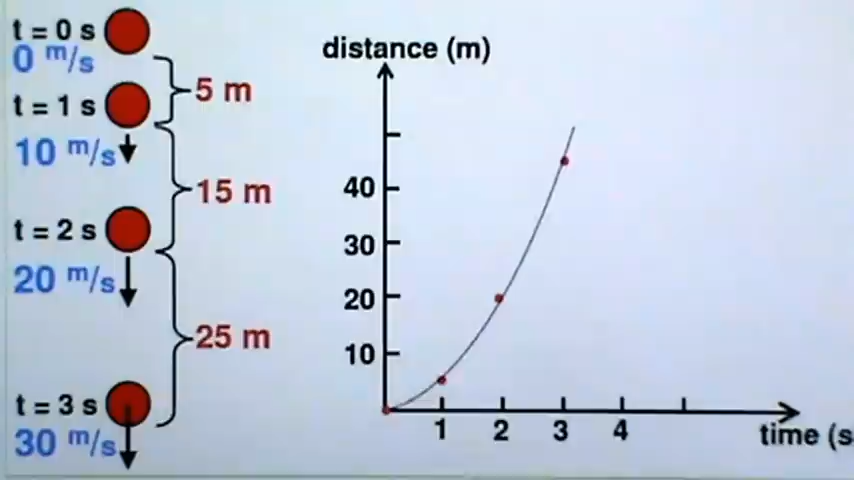 t = 0 s
0 m/s
5 m
t = 1 s
10 m/s
15 m
t = 2 s
20 m/s
25 m
t = 3 s
30 m/s
distance (m)
40
30
20
10
1 2 3 4
time (s